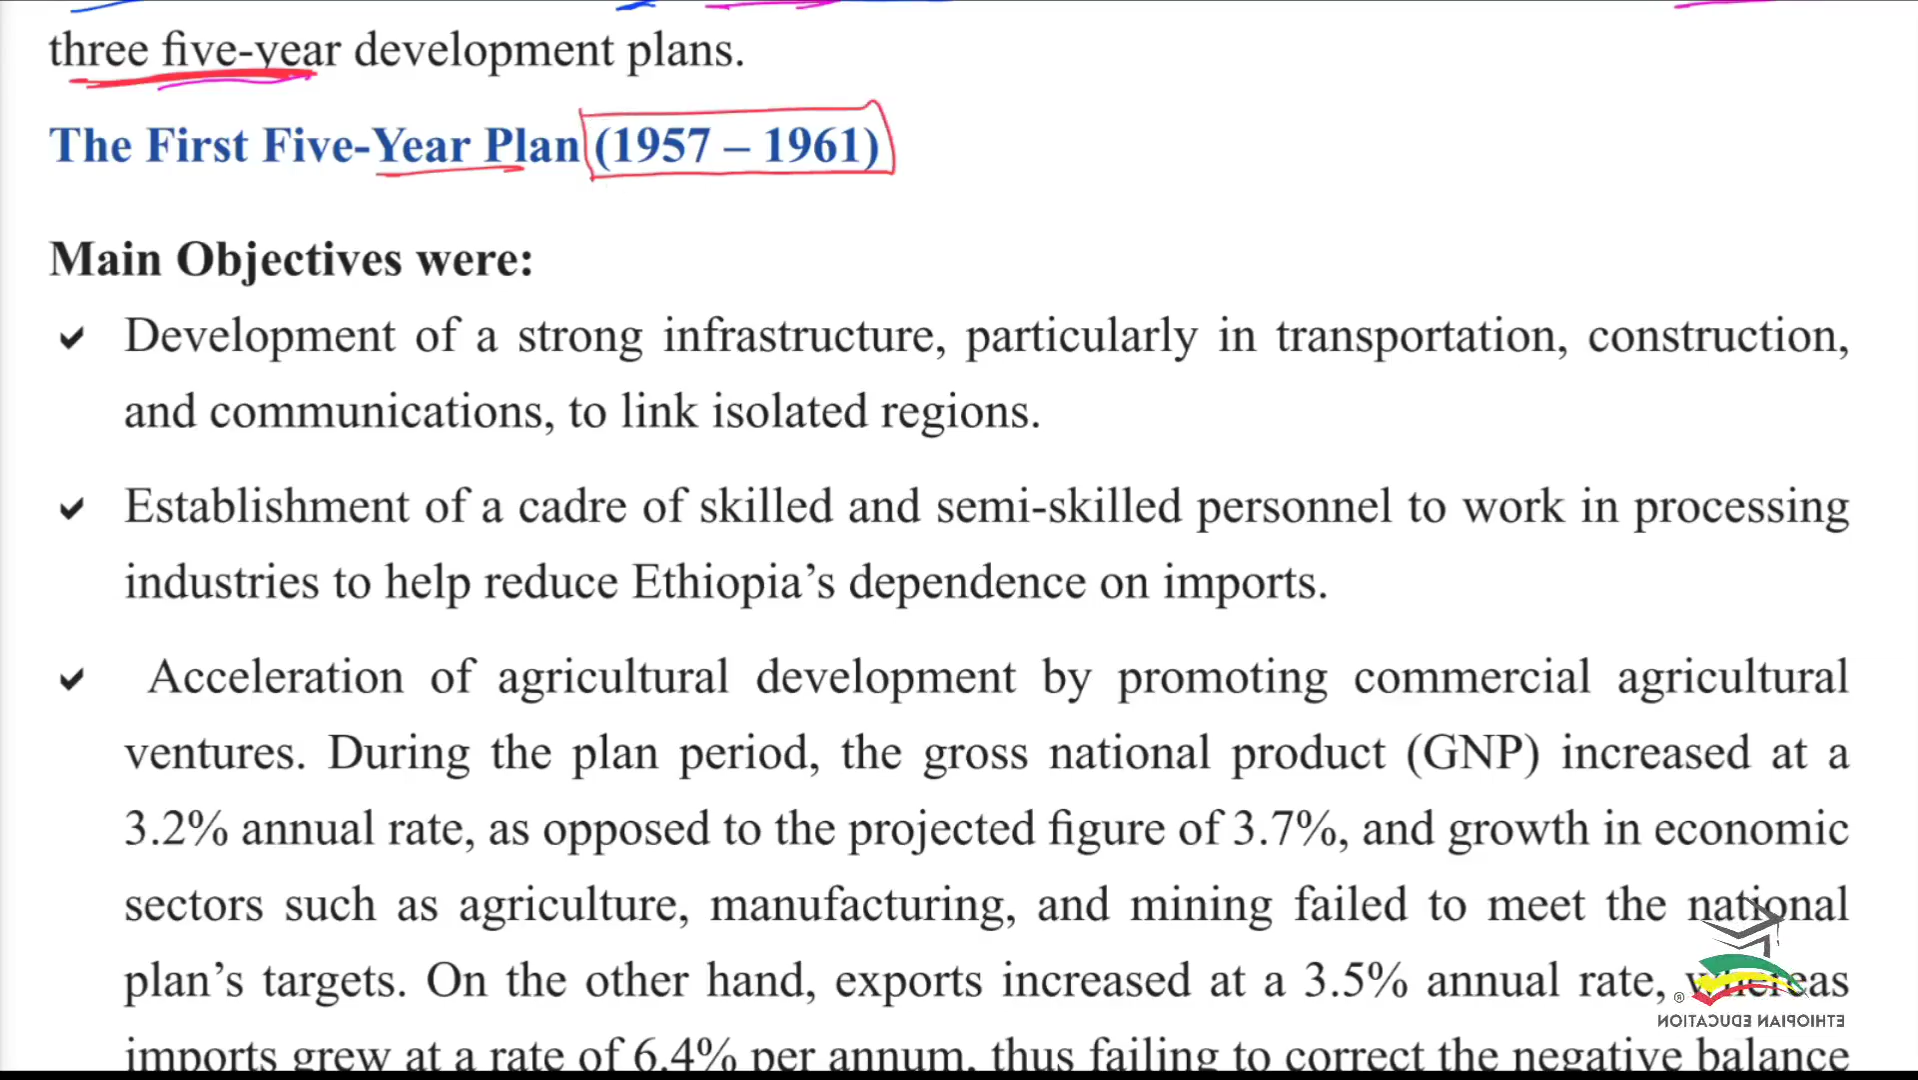 three five-year development plans.
The First Five-Year Plan (1957 – 1961)
Main Objectives were:
✔ Development of a strong infrastructure, particularly in transportation, construction,
and communications, to link isolated regions.
✔ Establishment of a cadre of skilled and semi-skilled personnel to work in processing
industries to help reduce Ethiopia’s dependence on imports.
✔ Acceleration of agricultural development by promoting commercial agricultural
ventures. During the plan period, the gross national product (GNP) increased at a
3.2% annual rate, as opposed to the projected figure of 3.7%, and growth in economic
sectors such as agriculture, manufacturing, and mining failed to meet the national
plan’s targets. On the other hand, exports increased at a 3.5% annual rate, whereas
imports grew at a rate of 6.4% per annum, thus failing to correct the negative balance
®
ETHIOPIAN EDUCATION